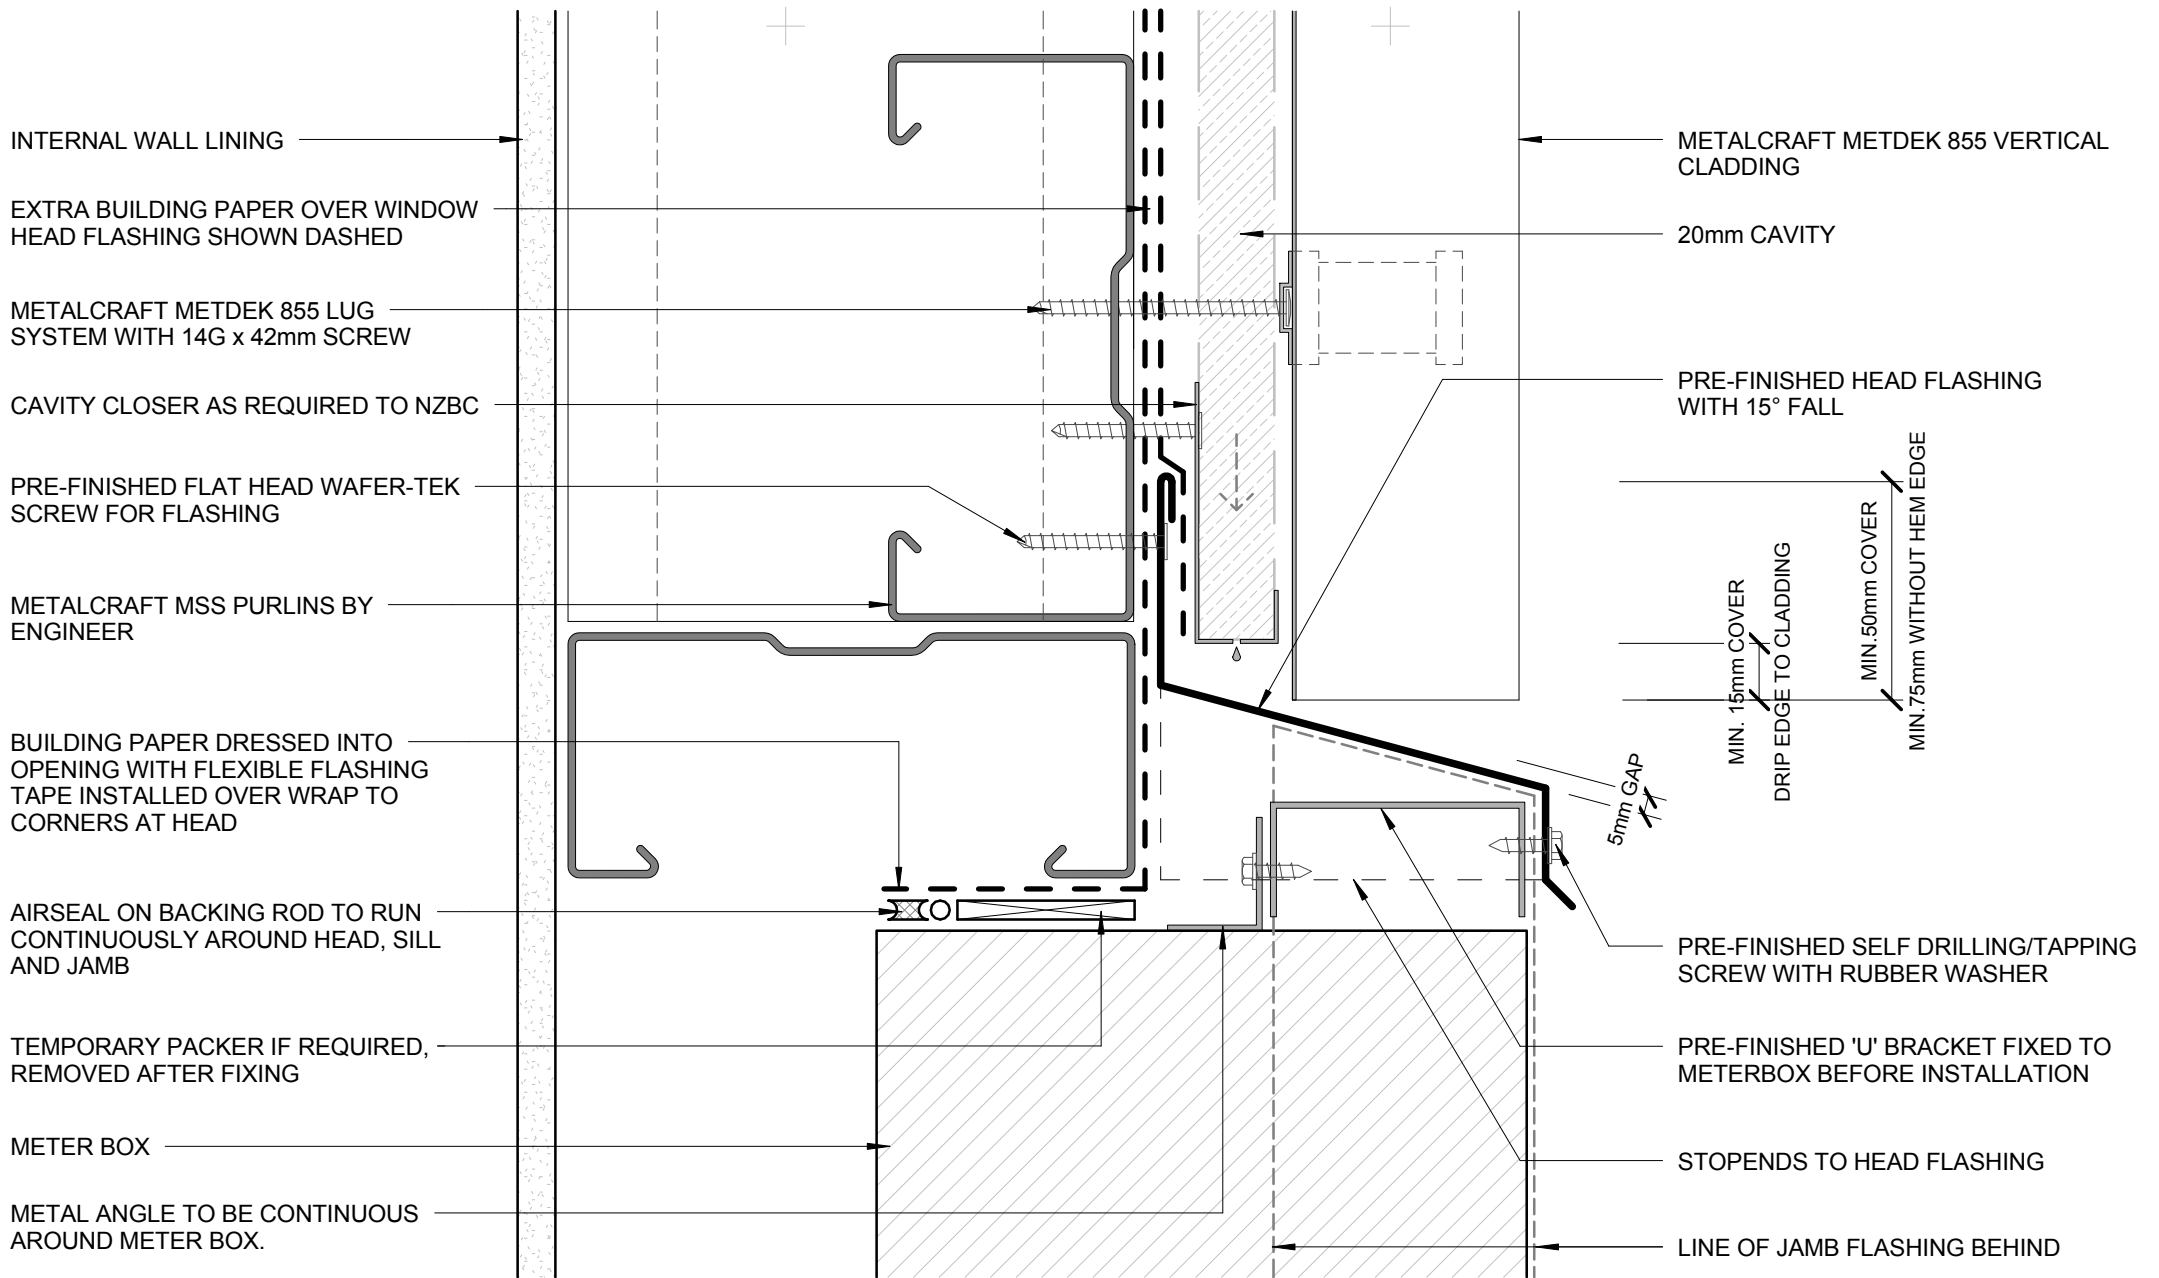 INTERNAL WALL LINING
EXTRA BUILDING PAPER OVER WINDOW
HEAD FLASHING SHOWN DASHED
METALCRAFT METDEK 855 LUG
SYSTEM WITH 14G x 42mm SCREW
CAVITY CLOSER AS REQUIRED TO NZBC
PRE-FINISHED FLAT HEAD WAFER-TEK
SCREW FOR FLASHING
METALCRAFT MSS PURLINS BY
ENGINEER
BUILDING PAPER DRESSED INTO
OPENING WITH FLEXIBLE FLASHING
TAPE INSTALLED OVER WRAP TO
CORNERS AT HEAD
AIRSEAL ON BACKING ROD TO RUN
CONTINUOUSLY AROUND HEAD, SILL
AND JAMB
TEMPORARY PACKER IF REQUIRED,
REMOVED AFTER FIXING
METER BOX
METAL ANGLE TO BE CONTINUOUS
AROUND METER BOX.
METALCRAFT METDEK 855 VERTICAL
CLADDING
20mm CAVITY
PRE-FINISHED HEAD FLASHING
WITH 15° FALL
MIN. 15mm COVER
DRIP EDGE TO CLADDING
MIN.50mm COVER
MIN.75mm WITHOUT HEM EDGE
5mm GAP
PRE-FINISHED SELF DRILLING/TAPPING
SCREW WITH RUBBER WASHER
PRE-FINISHED 'U' BRACKET FIXED TO
METERBOX BEFORE INSTALLATION
STOPENDS TO HEAD FLASHING
LINE OF JAMB FLASHING BEHIND